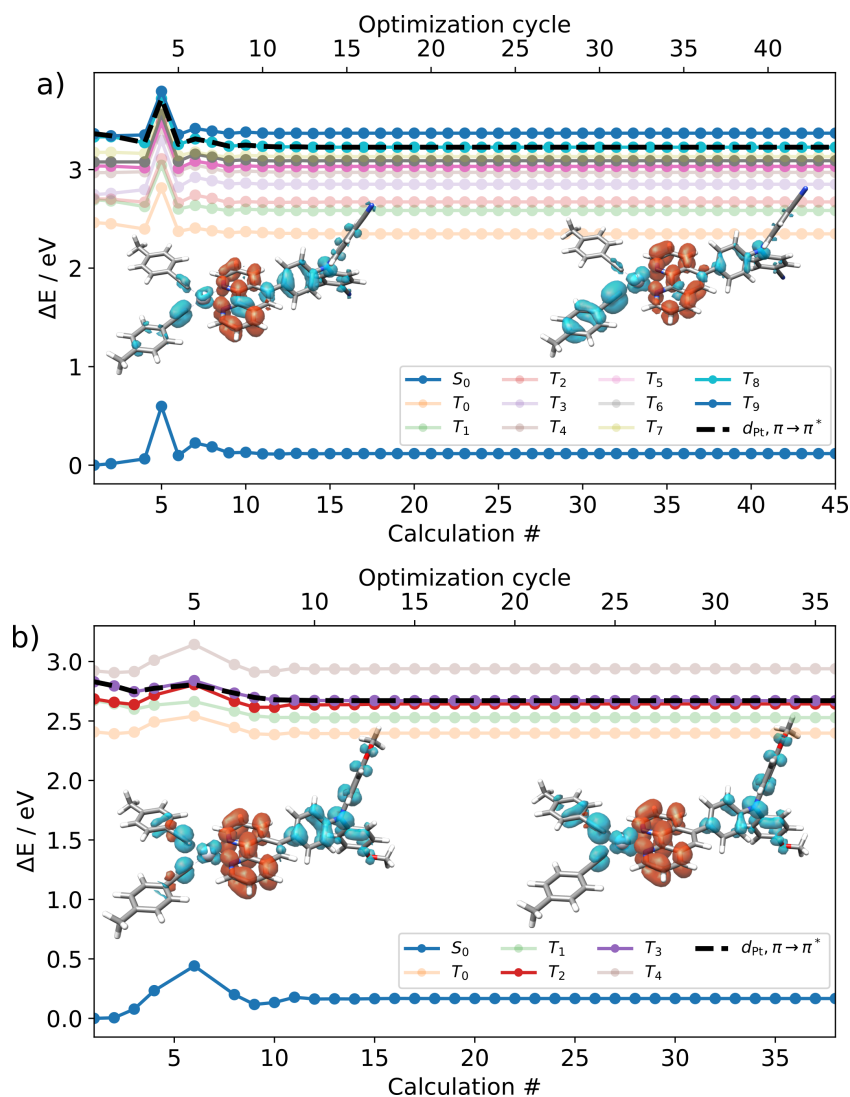 Optimization cycle
5 10 15 20 25 30 35 40
a)
3
2
1
0
ΔE / eV
S₀ T₂ T₅ T₈
T₀ T₃ T₆ T₉
T₁ T₄ T₇ d_Pt, π → π*
5 10 15 20 25 30 35 40 45
Calculation #
Optimization cycle
5 10 15 20 25 30 35
b)
3.0
2.5
2.0
1.5
1.0
0.5
0.0
ΔE / eV
S₀ T₁ T₃ d_Pt, π → π*
T₀ T₂ T₄
5 10 15 20 25 30 35
Calculation #